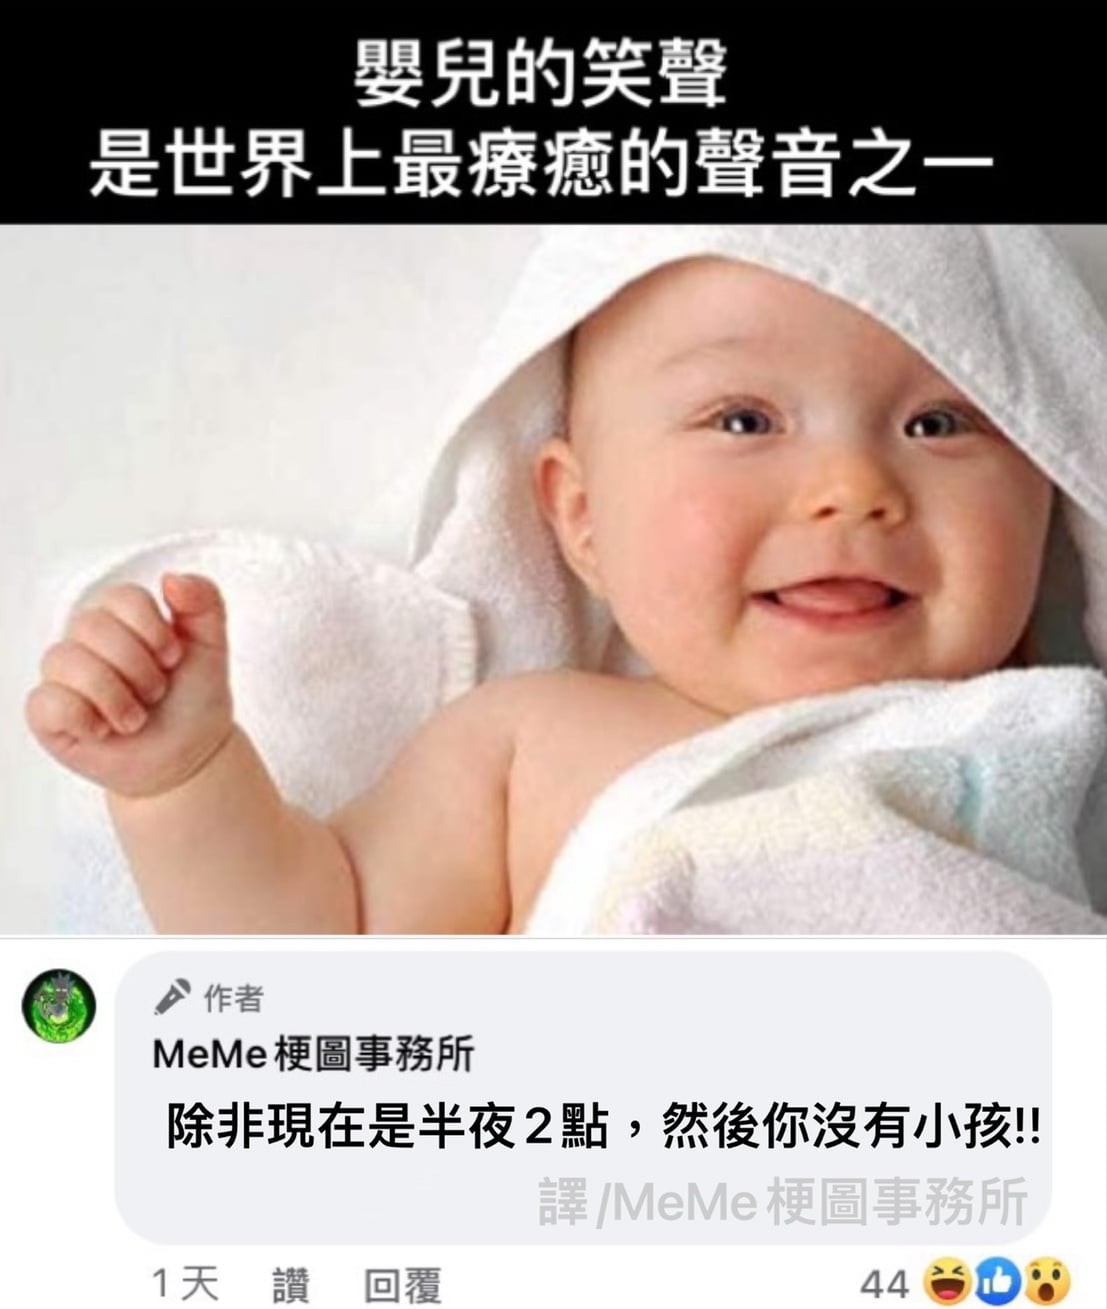 嬰兒的笑聲
是世界上最療癒的聲音之一
作者
MeMe梗圖事務所
除非現在是半夜2點，然後你沒有小孩!!
譯/MeMe梗圖事務所
1天 讚 回覆 44